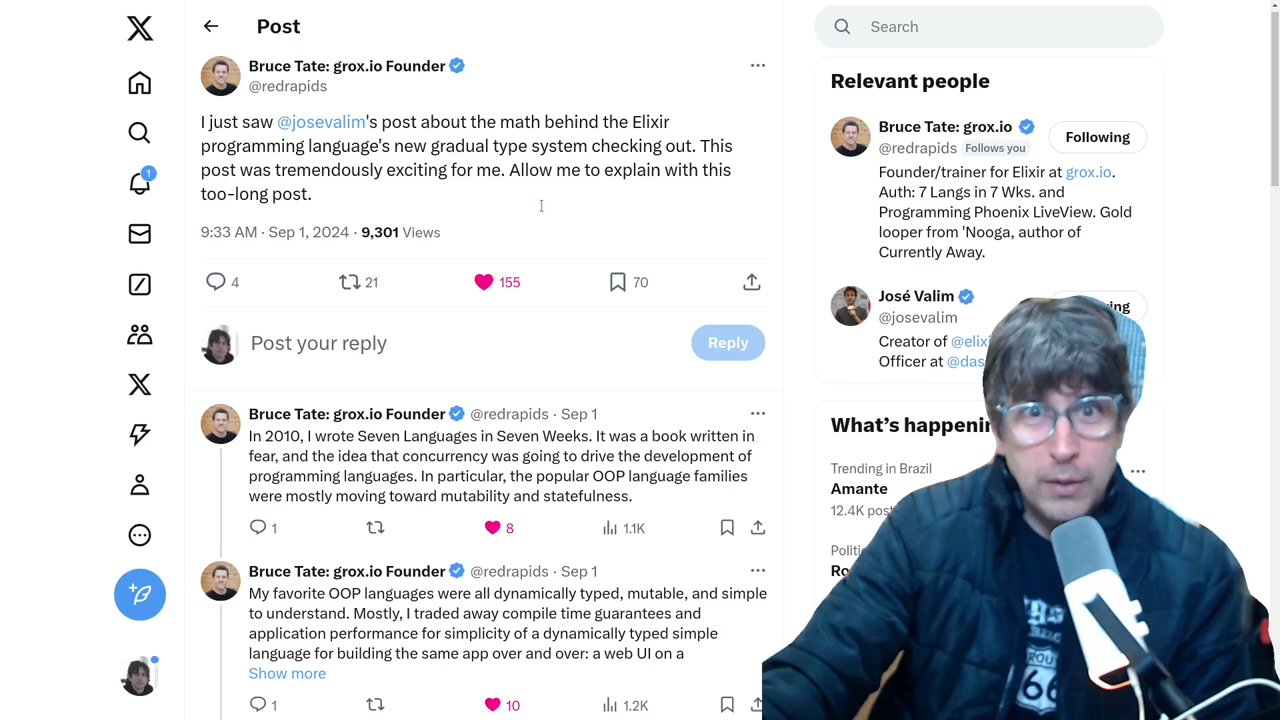 Post
Bruce Tate: grox.io Founder
@redrapids
I just saw @josevalim's post about the math behind the Elixir
programming language's new gradual type system checking out. This
post was tremendously exciting for me. Allow me to explain with this
too-long post.
9:33 AM · Sep 1, 2024 · 9,301 Views
4
21
155
70
Post your reply
Reply
Bruce Tate: grox.io Founder @redrapids · Sep 1
In 2010, I wrote Seven Languages in Seven Weeks. It was a book written in
fear, and the idea that concurrency was going to drive the development of
programming languages. In particular, the popular OOP language families
were mostly moving toward mutability and statefulness.
1
8
1.1K
Bruce Tate: grox.io Founder @redrapids · Sep 1
My favorite OOP languages were all dynamically typed, mutable, and simple
to understand. Mostly, I traded away compile time guarantees and
application performance for simplicity of a dynamically typed simple
language for building the same app over and over: a web UI on a
Show more
1
10
1.2K
1
Search
Relevant people
Bruce Tate: grox.io
@redrapids Follows you
Following
Founder/trainer for Elixir at grox.io.
Auth: 7 Langs in 7 Wks. and
Programming Phoenix LiveView. Gold
looper from 'Nooga, author of
Currently Away.
José Valim
@josevalim
ing
Creator of @elixi
Officer at @das
What's happenin
Trending in Brazil
Amante
12.4K post
Politi
Ro
66